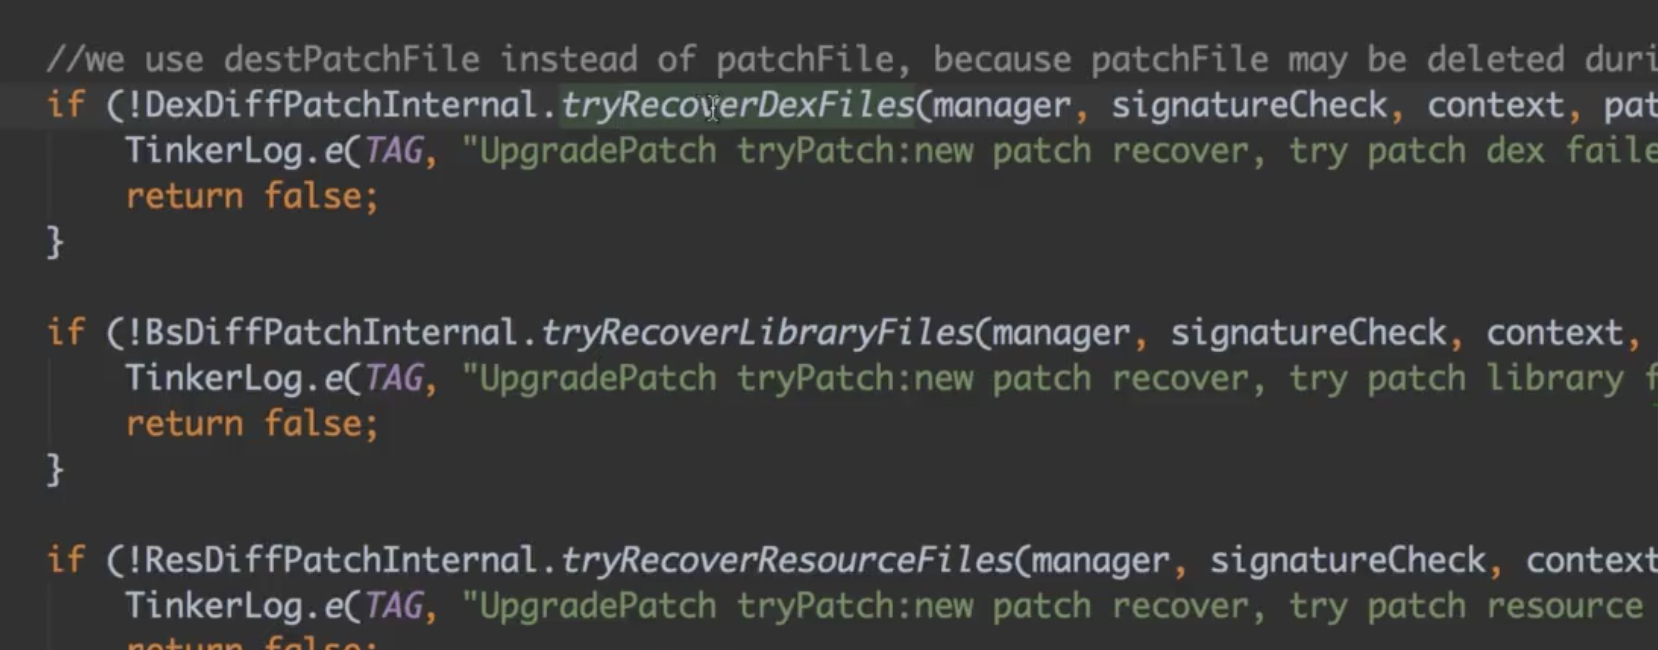 //we use destPatchFile instead of patchFile, because patchFile may be deleted duri
if (!DexDiffPatchInternal.tryRecoverDexFiles(manager, signatureCheck, context, pat
TinkerLog.e(TAG, "UpgradePatch tryPatch:new patch recover, try patch dex faile
return false;
}
if (!BsDiffPatchInternal.tryRecoverLibraryFiles(manager, signatureCheck, context,
TinkerLog.e(TAG, "UpgradePatch tryPatch:new patch recover, try patch library f
return false;
}
if (!ResDiffPatchInternal.tryRecoverResourceFiles(manager, signatureCheck, context
TinkerLog.e(TAG, "UpgradePatch tryPatch:new patch recover, try patch resource
return false;